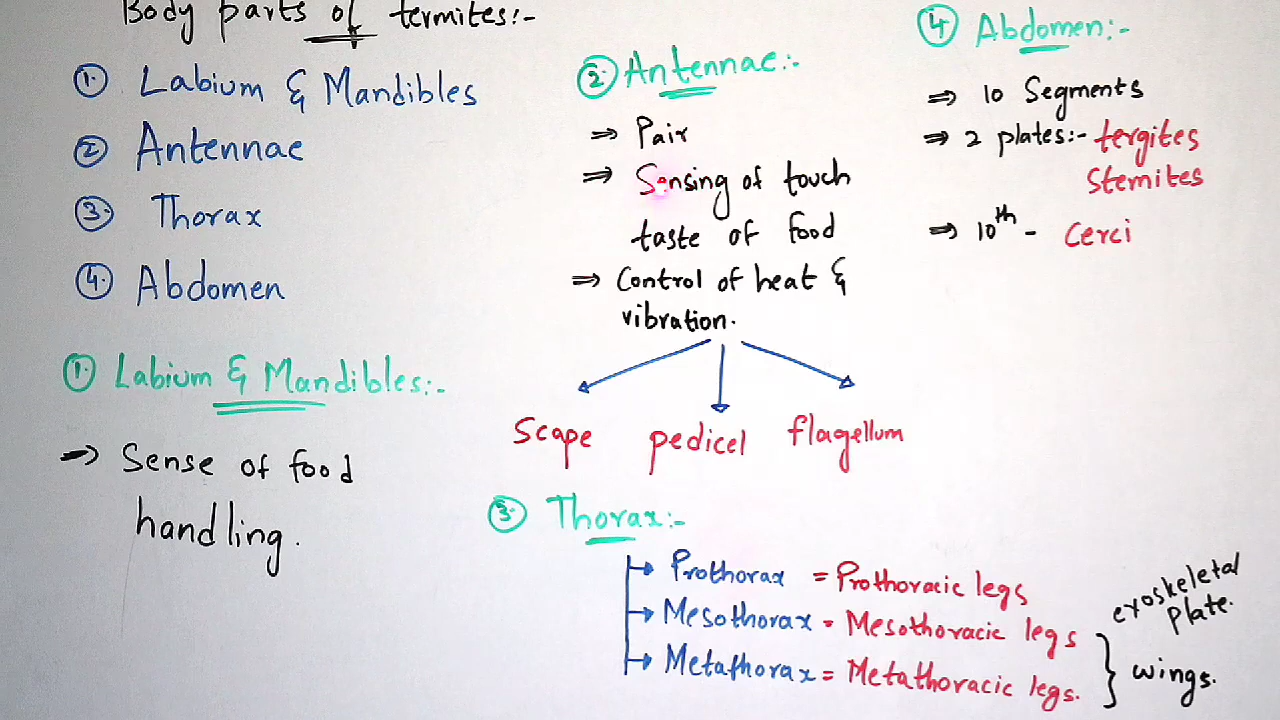 Body parts of termites:-
① Labium & Mandibles
② Antennae
③ Thorax
④ Abdomen
① Labium & Mandibles:-
→ Sense of food
handling.
② Antennae:-
⇒ Pair
⇒ Sensing of touch
taste of food
⇒ Control of heat &
vibration.
scape pedicel flagellum
③ Thorax:-
→ Prothorax = Prothoracic legs
→ Mesothorax = Mesothoracic legs
→ Metathorax = Metathoracic legs.
exoskeletal
plate.
wings.
④ Abdomen:-
⇒ 10 Segments
⇒ 2 plates:- tergites
Stemites
⇒ 10th - Cerci